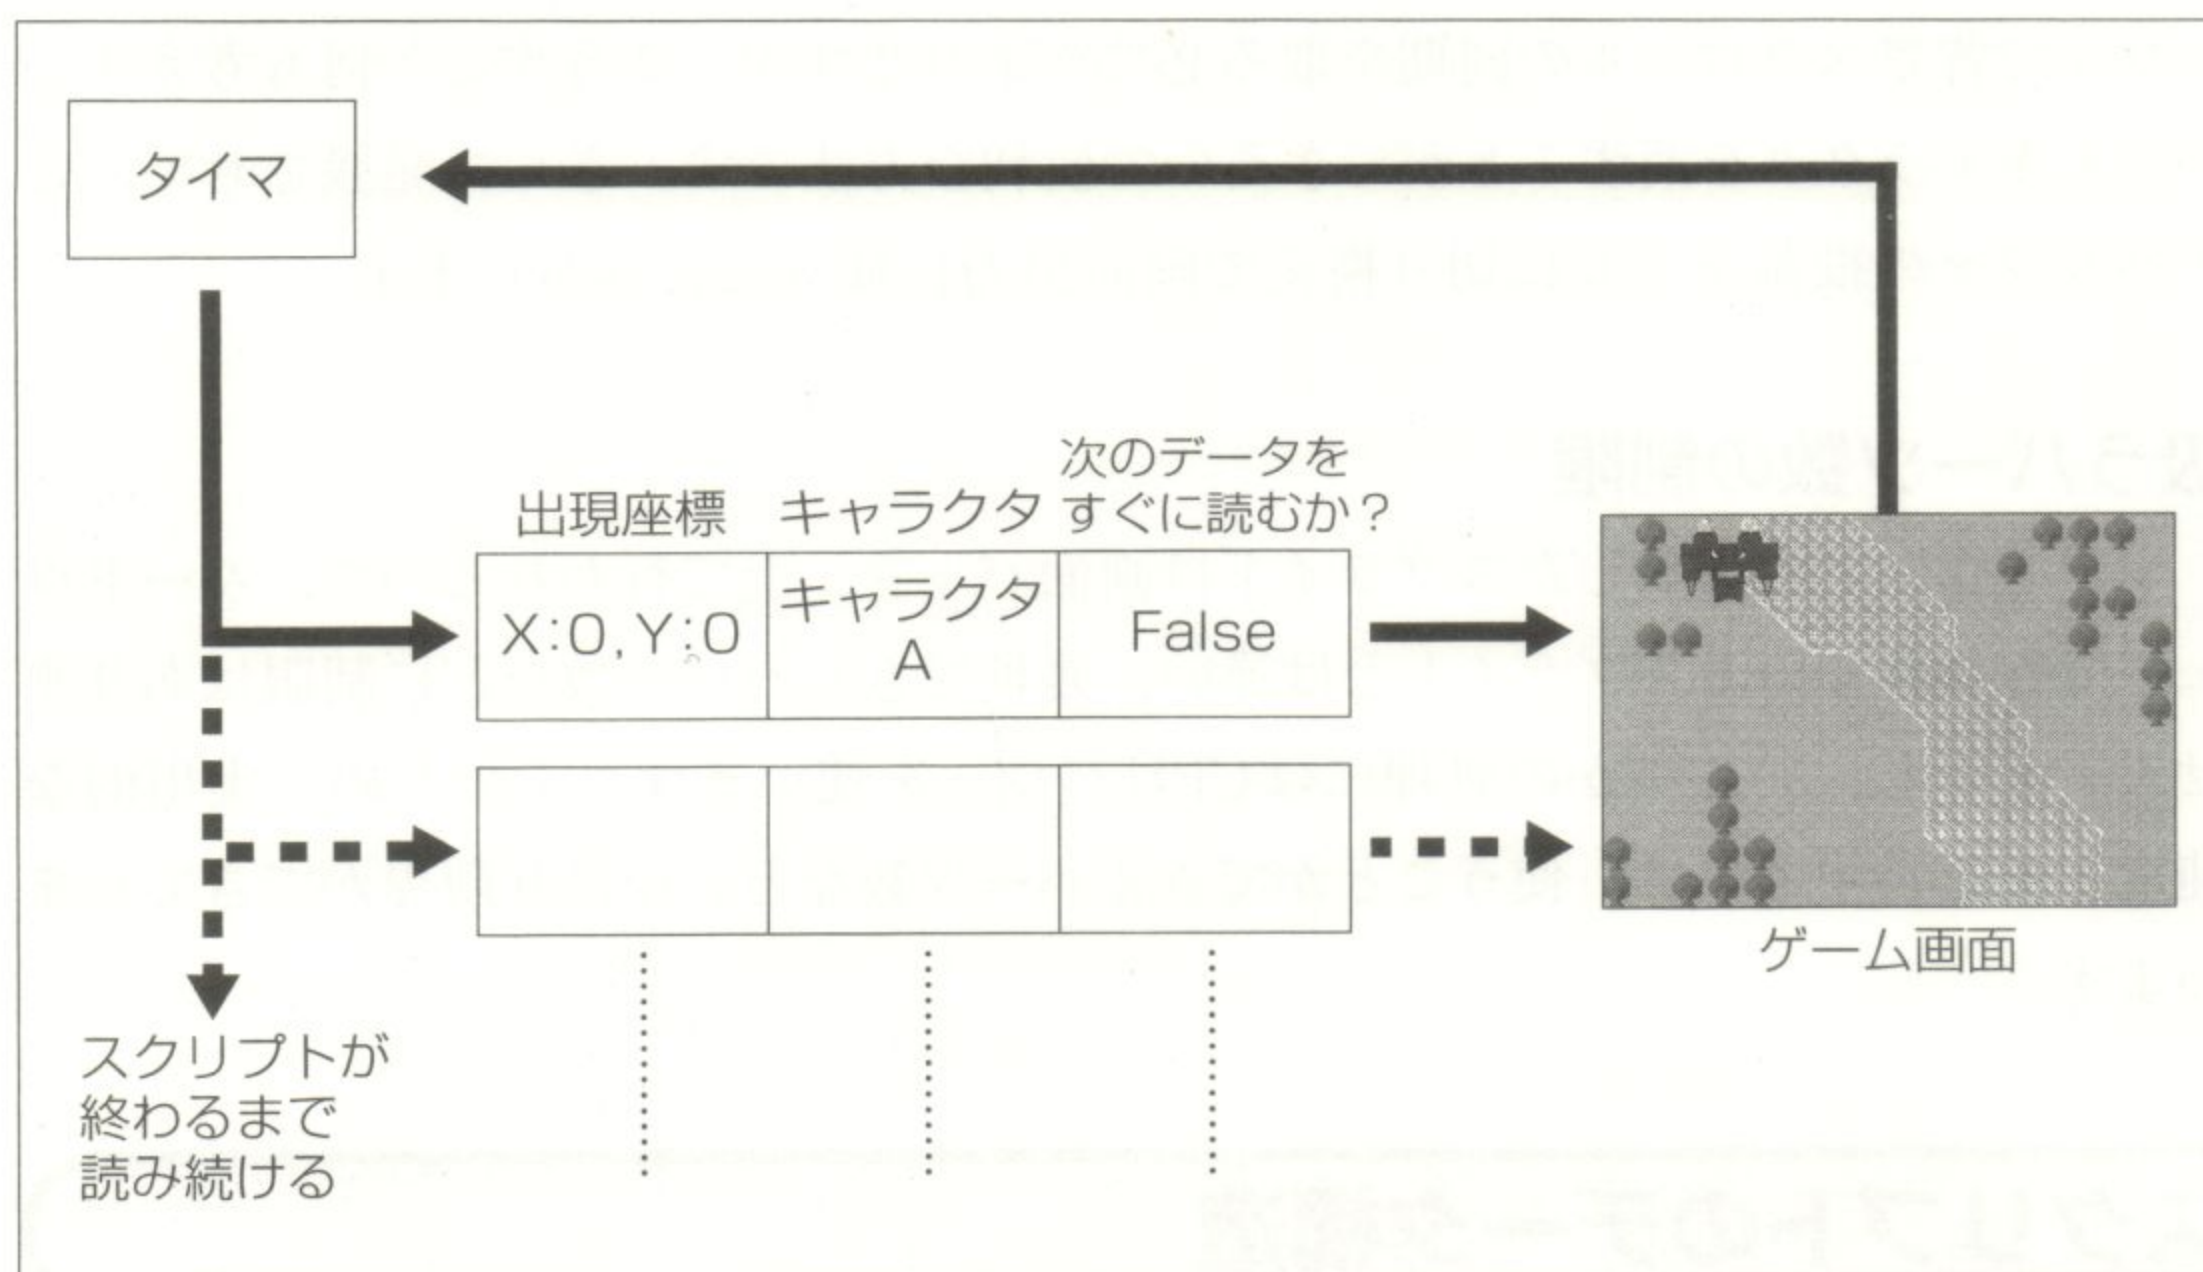 タイマ
次のデータを
出現座標 キャラクタ すぐに読むか?
X:0,Y:0 キャラクタ False
A
ゲーム画面
スクリプトが
終わるまで
読み続ける